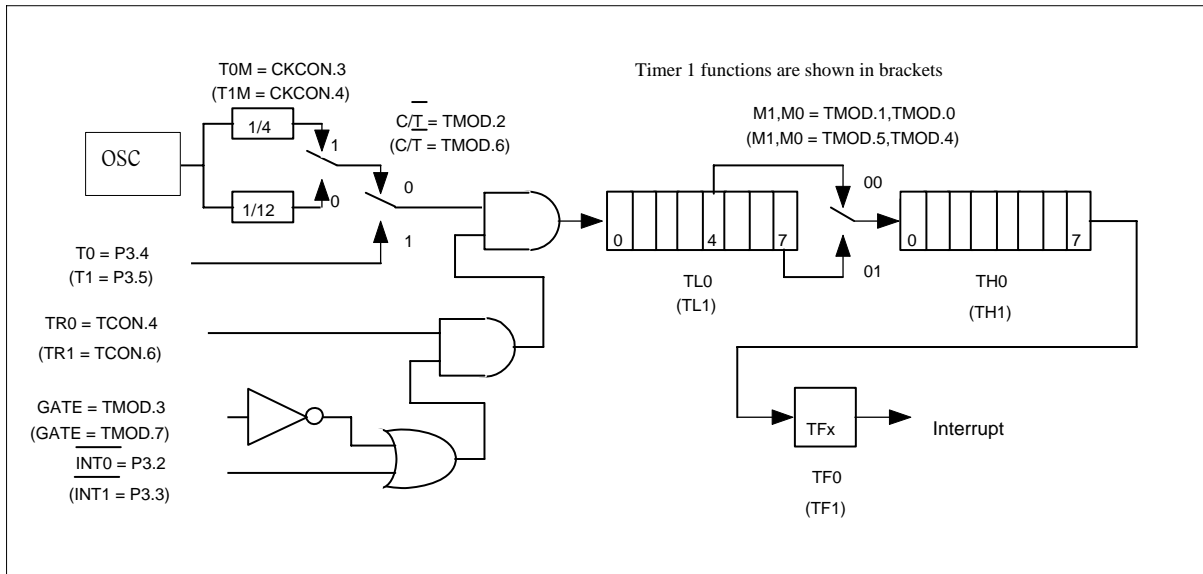 T0M = CKCON.3
(T1M = CKCON.4)
Timer 1 functions are shown in brackets
C/T̅ = TMOD.2
(C/T̅ = TMOD.6)
M1,M0 = TMOD.1,TMOD.0
(M1,M0 = TMOD.5,TMOD.4)
OSC
1/4
1
0
1/12
0
1
00
01
0
4
7
0
7
T0 = P3.4
(T1 = P3.5)
TL0
(TL1)
TH0
(TH1)
TR0 = TCON.4
(TR1 = TCON.6)
GATE = TMOD.3
(GATE = TMOD.7)
I̅N̅T̅0̅ = P3.2
(I̅N̅T̅1̅ = P3.3)
TFx
Interrupt
TF0
(TF1)